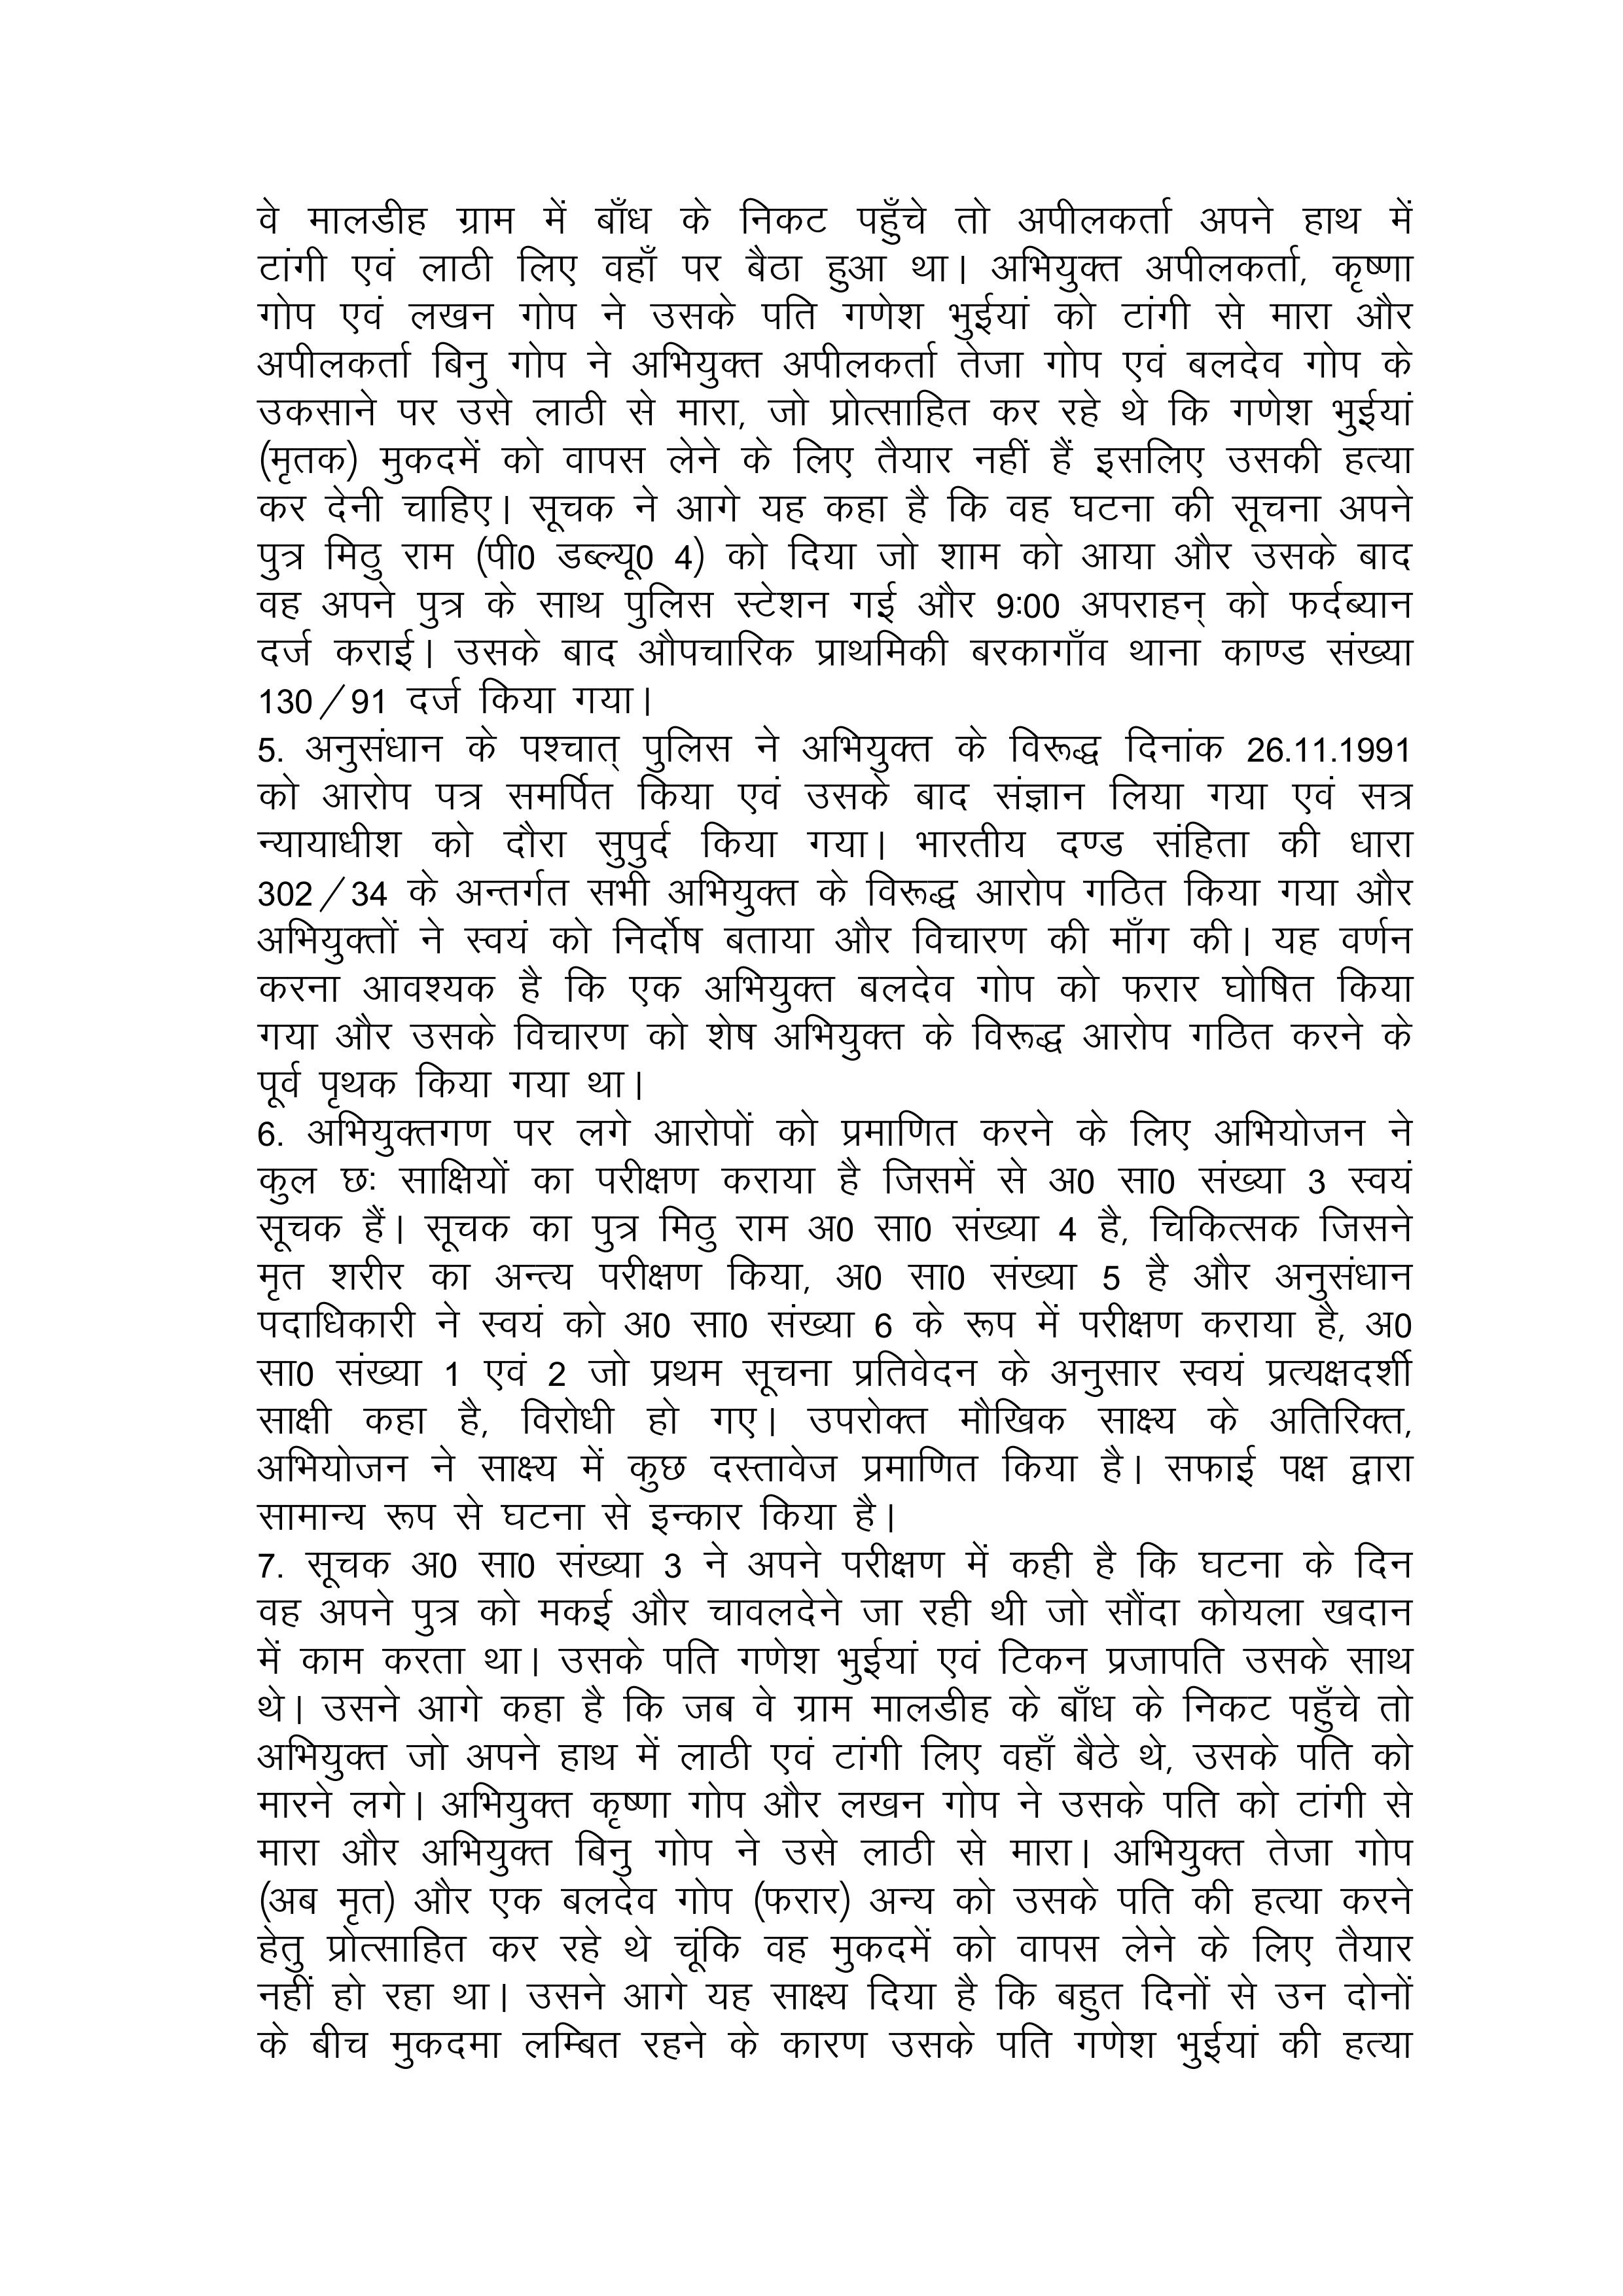 वे मालडीह ग्राम में बाँध के निकट पहुँचे तो अपीलकर्ता अपने हाथ में
टांगी एवं लाठी लिए वहाँ पर बैठा हुआ था। अभियुक्त अपीलकर्ता, कृष्णा
गोप एवं लखन गोप ने उसके पति गणेश भुईयां को टांगी से मारा और
अपीलकर्ता बिनु गोप ने अभियुक्त अपीलकर्ता तेजा गोप एवं बलदेव गोप के
उकसाने पर उसे लाठी से मारा, जो प्रोत्साहित कर रहे थे कि गणेश भुईयां
(मृतक) मुकदमें को वापस लेने के लिए तैयार नहीं हैं इसलिए उसकी हत्या
कर देनी चाहिए। सूचक ने आगे यह कहा है कि वह घटना की सूचना अपने
पुत्र मिठु राम (पी0 डब्ल्यू0 4) को दिया जो शाम को आया और उसके बाद
वह अपने पुत्र के साथ पुलिस स्टेशन गई और 9:00 अपराहन् को फर्दब्यान
दर्ज कराई। उसके बाद औपचारिक प्राथमिकी बरकागाँव थाना काण्ड संख्या
130/91 दर्ज किया गया।
5. अनुसंधान के पश्चात् पुलिस ने अभियुक्त के विरूद्ध दिनांक 26.11.1991
को आरोप पत्र समर्पित किया एवं उसके बाद संज्ञान लिया गया एवं सत्र
न्यायाधीश को दौरा सुपुर्द किया गया। भारतीय दण्ड संहिता की धारा
302/34 के अन्तर्गत सभी अभियुक्त के विरूद्ध आरोप गठित किया गया और
अभियुक्तों ने स्वयं को निर्दोष बताया और विचारण की माँग की। यह वर्णन
करना आवश्यक है कि एक अभियुक्त बलदेव गोप को फरार घोषित किया
गया और उसके विचारण को शेष अभियुक्त के विरूद्ध आरोप गठित करने के
पूर्व पृथक किया गया था।
6. अभियुक्तगण पर लगे आरोपों को प्रमाणित करने के लिए अभियोजन ने
कुल छः साक्षियों का परीक्षण कराया है जिसमें से अ0 सा0 संख्या 3 स्वयं
सूचक हैं। सूचक का पुत्र मिठु राम अ0 सा0 संख्या 4 है, चिकित्सक जिसने
मृत शरीर का अन्त्य परीक्षण किया, अ0 सा0 संख्या 5 है और अनुसंधान
पदाधिकारी ने स्वयं को अ0 सा0 संख्या 6 के रूप में परीक्षण कराया है, अ0
सा0 संख्या 1 एवं 2 जो प्रथम सूचना प्रतिवेदन के अनुसार स्वयं प्रत्यक्षदर्शी
साक्षी कहा है, विरोधी हो गए। उपरोक्त मौखिक साक्ष्य के अतिरिक्त,
अभियोजन ने साक्ष्य में कुछ दस्तावेज प्रमाणित किया है। सफाई पक्ष द्वारा
सामान्य रूप से घटना से इन्कार किया है।
7. सूचक अ0 सा0 संख्या 3 ने अपने परीक्षण में कही है कि घटना के दिन
वह अपने पुत्र को मकई और चावलदेने जा रही थी जो सौंदा कोयला खदान
में काम करता था। उसके पति गणेश भुईयां एवं टिकन प्रजापति उसके साथ
थे। उसने आगे कहा है कि जब वे ग्राम मालडीह के बाँध के निकट पहुँचे तो
अभियुक्त जो अपने हाथ में लाठी एवं टांगी लिए वहाँ बैठे थे, उसके पति को
मारने लगे। अभियुक्त कृष्णा गोप और लखन गोप ने उसके पति को टांगी से
मारा और अभियुक्त बिनु गोप ने उसे लाठी से मारा। अभियुक्त तेजा गोप
(अब मृत) और एक बलदेव गोप (फरार) अन्य को उसके पति की हत्या करने
हेतु प्रोत्साहित कर रहे थे चूंकि वह मुकदमें को वापस लेने के लिए तैयार
नहीं हो रहा था। उसने आगे यह साक्ष्य दिया है कि बहुत दिनों से उन दोनों
के बीच मुकदमा लम्बित रहने के कारण उसके पति गणेश भुईयां की हत्या